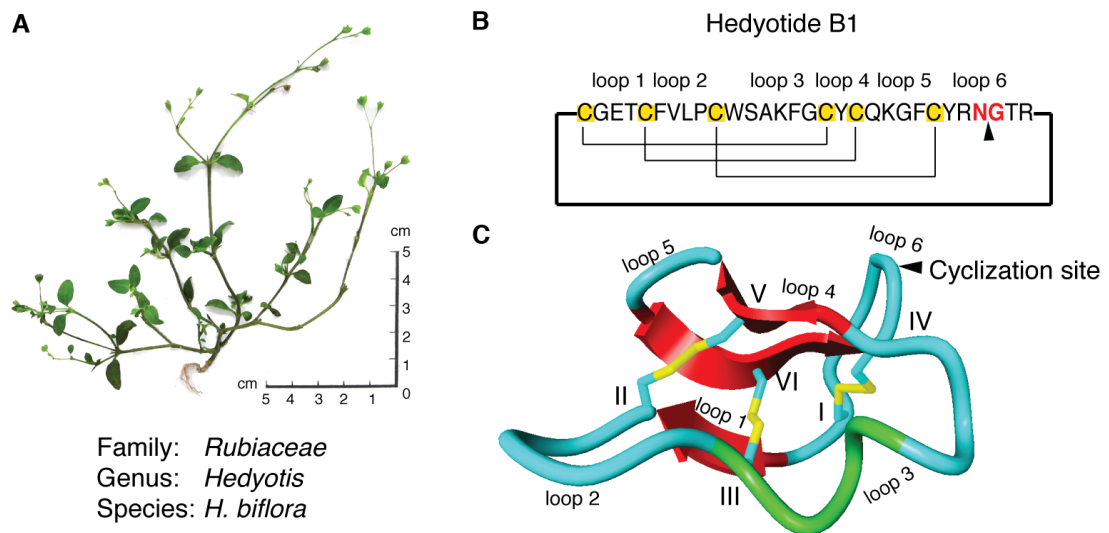 A
cm
5
4
3
2
1
0
cm
5 4 3 2 1
Family: Rubiaceae
Genus: Hedyotis
Species: H. biflora
B
Hedyotide B1
loop 1 loop 2 loop 3 loop 4 loop 5 loop 6
CGETCFVLPCWSAKFGCYCQKGFCYRNGTR
C
loop 5
loop 6
Cyclization site
V
loop 4
IV
II
VI
I
loop 1
loop 2
III
loop 3